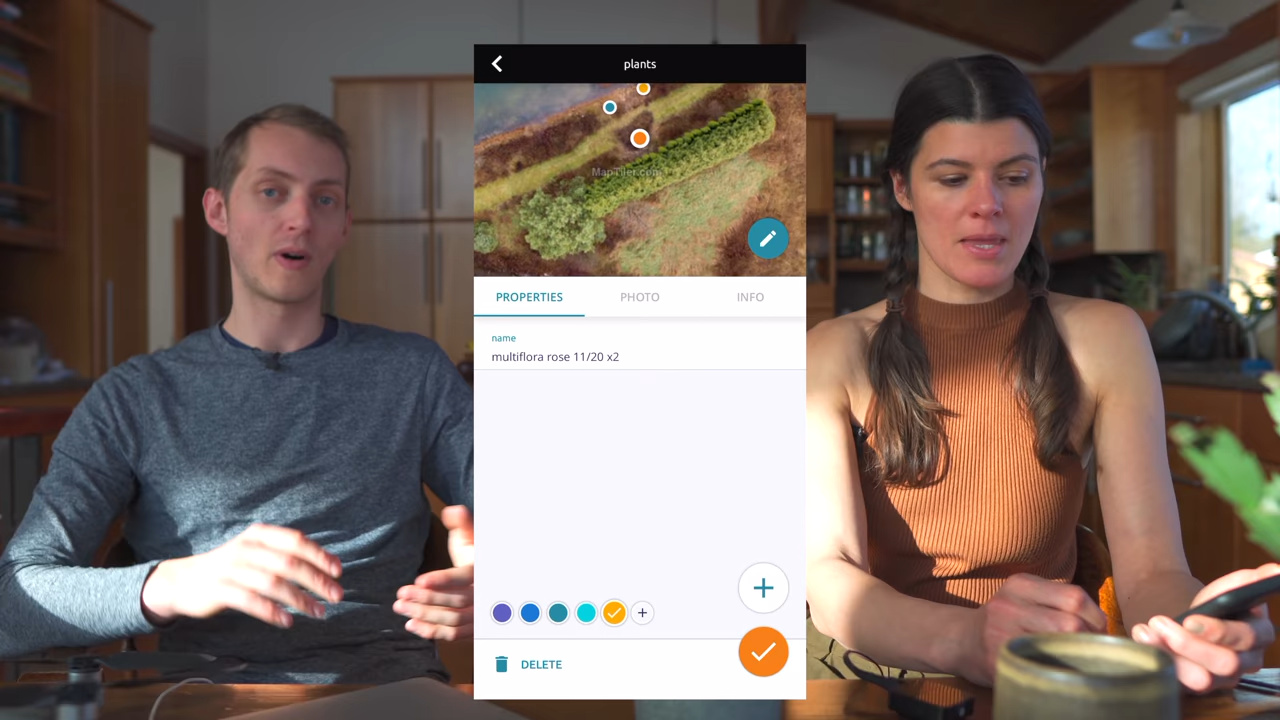 plants
MapTiler.com
PROPERTIES
PHOTO
INFO
name
multiflora rose 11/20 x2
DELETE